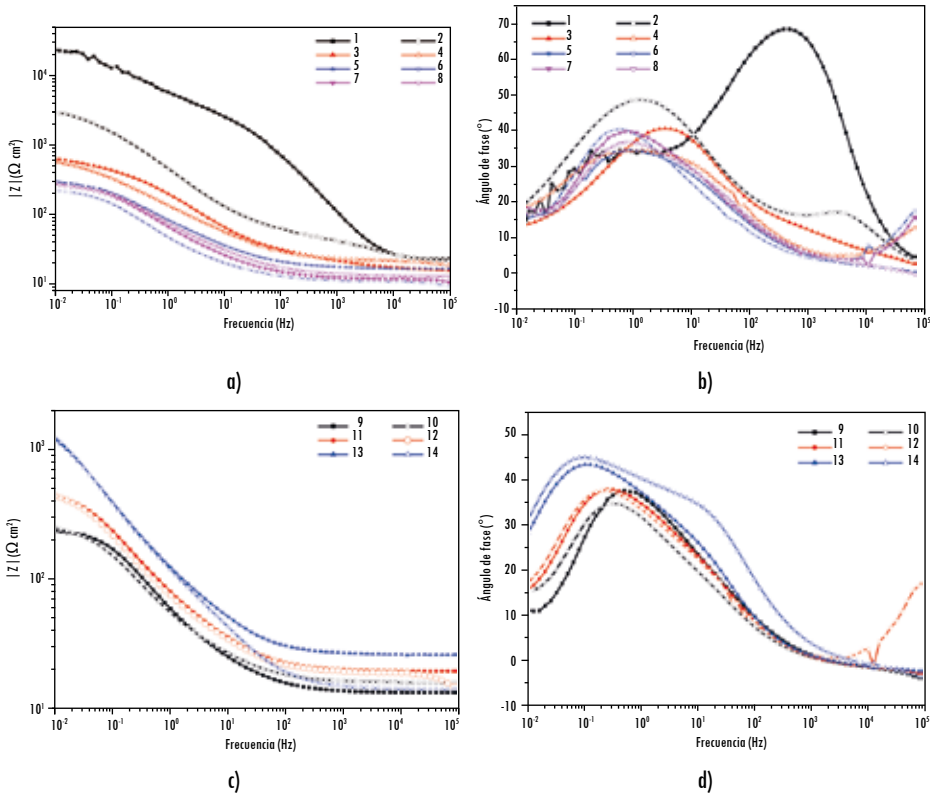 1 2
3 4
5 6
7 8
|Z| (Ω cm²)
10⁴
10³
10²
10¹
10⁻² 10⁻¹ 10⁰ 10¹ 10² 10³ 10⁴ 10⁵
Frecuencia (Hz)
a)
1 2
3 4
5 6
7 8
Ángulo de fase (°)
70
60
50
40
30
20
10
0
-10
10⁻² 10⁻¹ 10⁰ 10¹ 10² 10³ 10⁴ 10⁵
Frecuencia (Hz)
b)
9 10
11 12
13 14
|Z| (Ω cm²)
10³
10²
10¹
10⁻² 10⁻¹ 10⁰ 10¹ 10² 10³ 10⁴ 10⁵
Frecuencia (Hz)
c)
9 10
11 12
13 14
Ángulo de fase (°)
50
40
30
20
10
0
-10
10⁻² 10⁻¹ 10⁰ 10¹ 10² 10³ 10⁴ 10⁵
Frecuencia (Hz)
d)